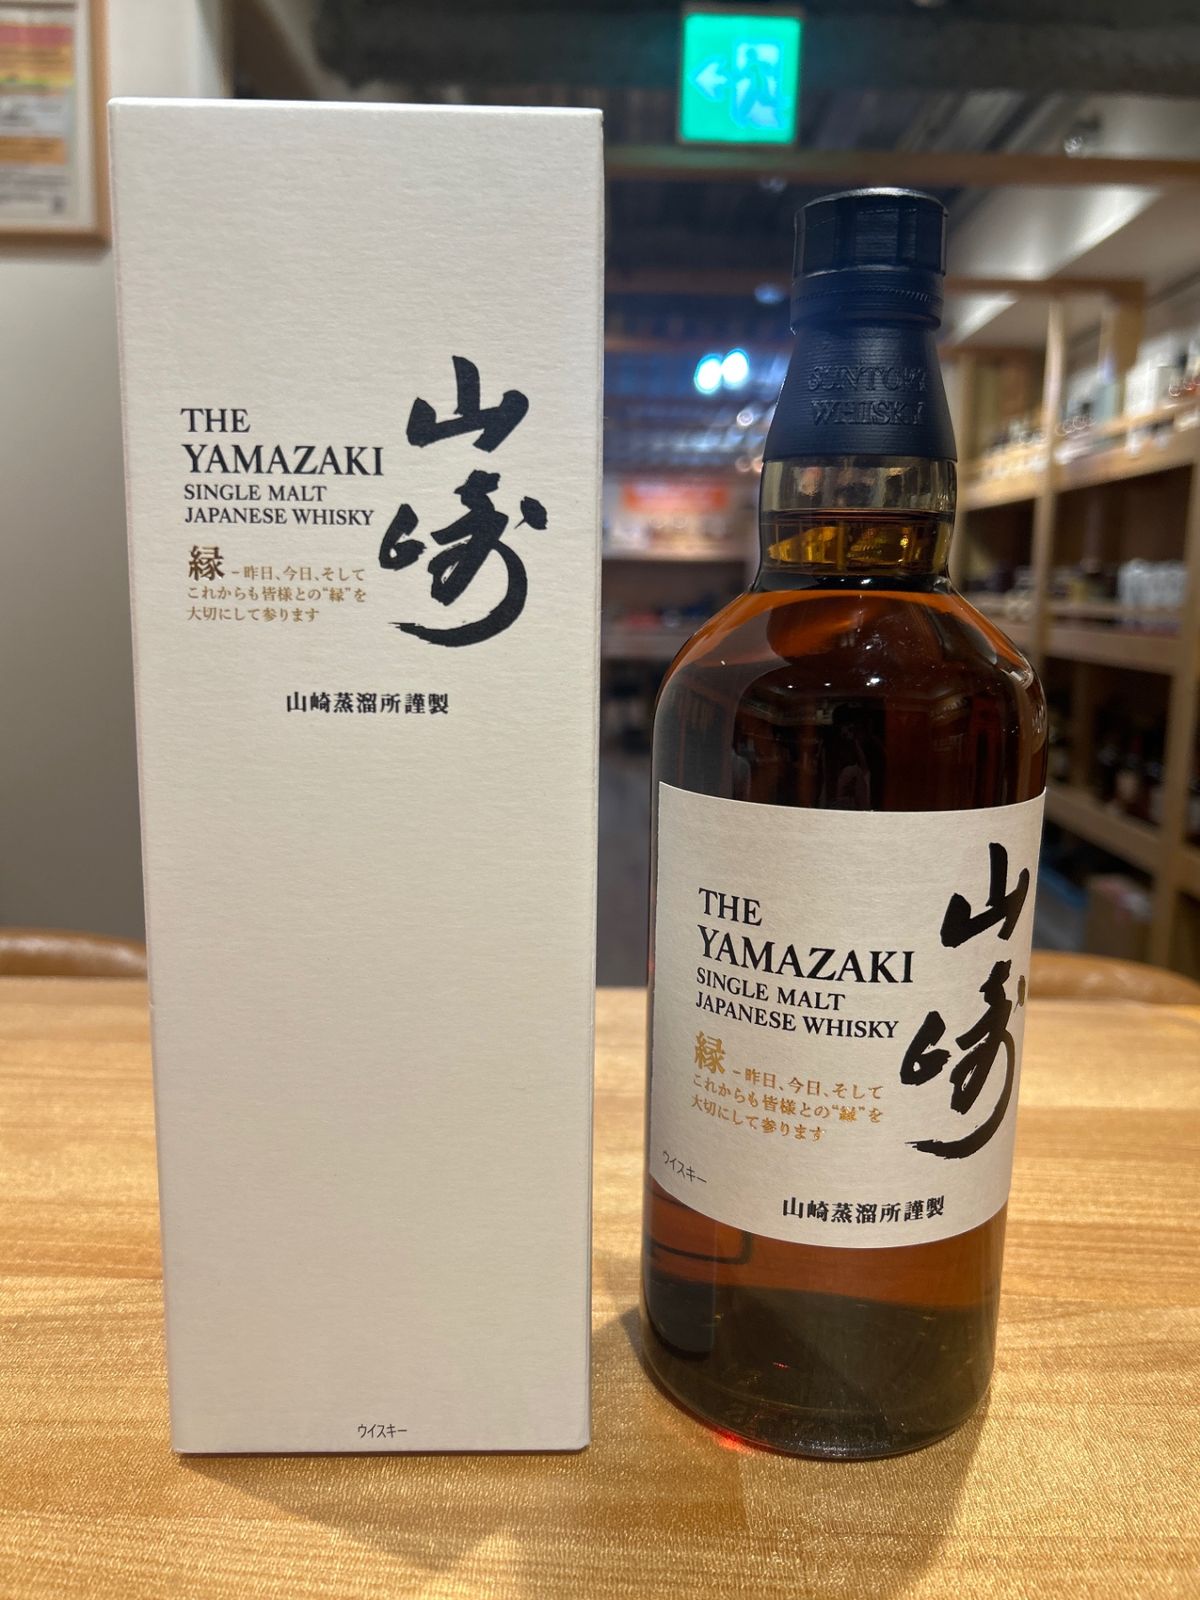 THE
YAMAZAKI
SINGLE MALT
JAPANESE WHISKY
山崎
縁 – 昨日、今日、そして
これからも皆様との“縁”を
大切にして参ります
山崎蒸溜所謹製
ウイスキー
SUNTORY
WHISKY
THE
YAMAZAKI
SINGLE MALT
JAPANESE WHISKY
山崎
縁 – 昨日、今日、そして
これからも皆様との“縁”を
大切にして参ります
ウイスキー
山崎蒸溜所謹製